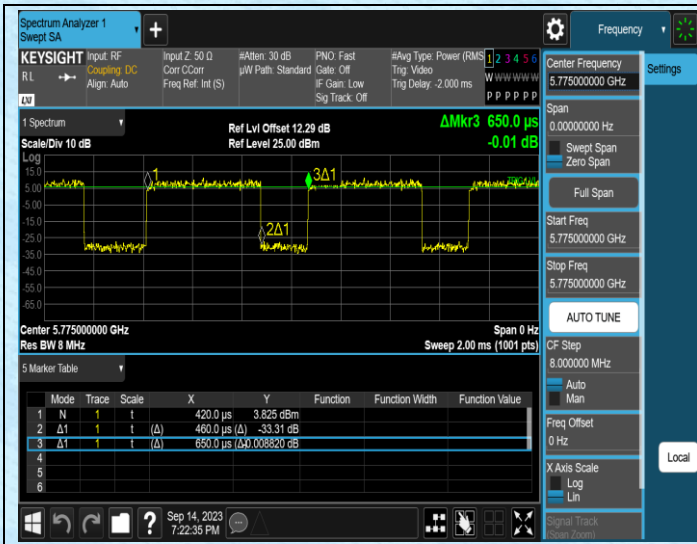 Spectrum Analyzer 1
Swept SA
+
Frequency
KEYSIGHT
RL
LXI
Input: RF
Coupling: DC
Align: Auto
Input Z: 50 Ω
Corr CCorr
Freq Ref: Int (S)
#Atten: 30 dB
µW Path: Standard
PNO: Fast
Gate: Off
IF Gain: Low
Sig Track: Off
#Avg Type: Power (RMS
Trig: Video
Trig Delay: -2.000 ms
1 2 3 4 5 6
W W W W W W
P P P P P P
1 Spectrum
Scale/Div 10 dB
Ref Lvl Offset 12.29 dB
Ref Level 25.00 dBm
ΔMkr3 650.0 µs
-0.01 dB
Log
15.0
5.00
-5.00
-15.0
-25.0
-35.0
-45.0
-55.0
-65.0
1
2Δ1
3Δ1
Center 5.775000000 GHz
Res BW 8 MHz
Span 0 Hz
Sweep 2.00 ms (1001 pts)
5 Marker Table
Mode Trace Scale X Y Function Function Width Function Value
1 N 1 t 420.0 µs 3.825 dBm
2 Δ1 1 t (Δ) 460.0 µs (Δ) -33.31 dB
3 Δ1 1 t (Δ) 650.0 µs (Δ) -0.008820 dB
4
5
6
?
Sep 14, 2023
7:22:35 PM
Center Frequency
5.775000000 GHz
Span
0.00000000 Hz
Swept Span
Zero Span
Full Span
Start Freq
5.775000000 GHz
Stop Freq
5.775000000 GHz
AUTO TUNE
CF Step
8.000000 MHz
Auto
Man
Freq Offset
0 Hz
X Axis Scale
Log
Lin
Signal Track
(Span Zoom)
Settings
Local